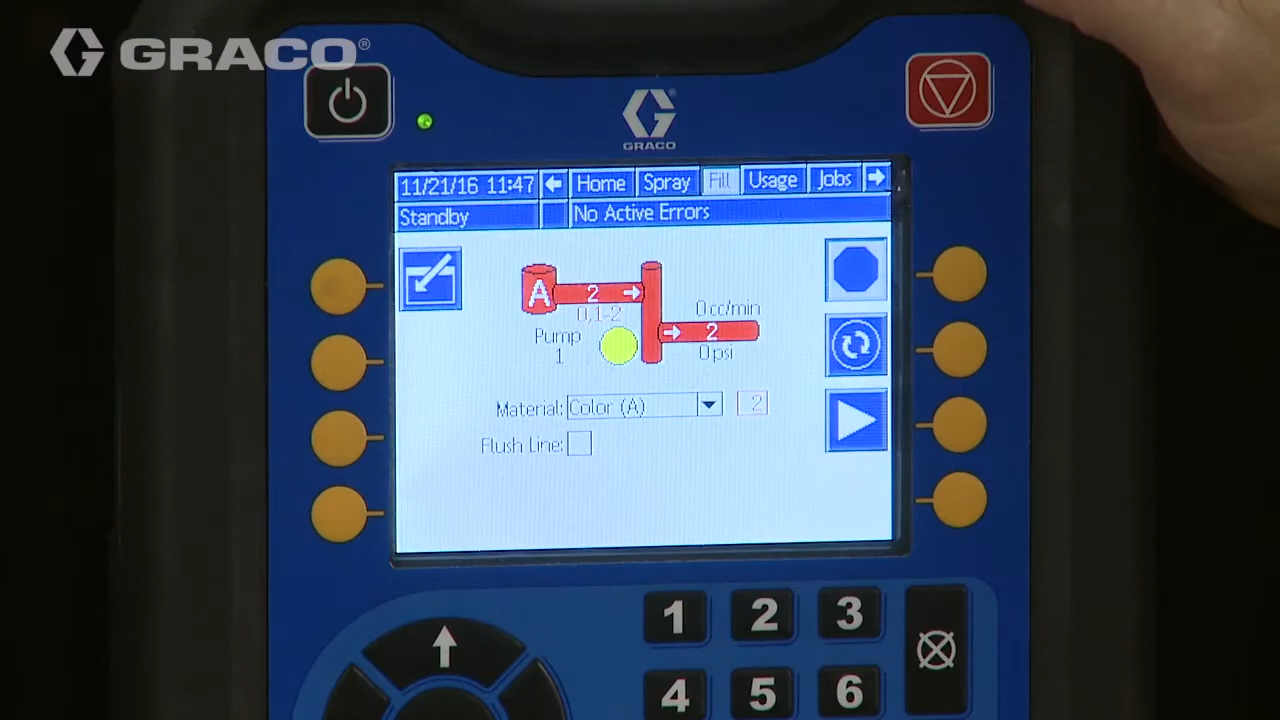 GRACO®
GRACO
11/21/16 11:47 Home Spray Fill Usage Jobs
Standby No Active Errors
A 2
0,1-2
0 cc/min
Pump
1
2
0 psi
Material: Color (A) 2
Flush Line:
1 2 3
4 5 6